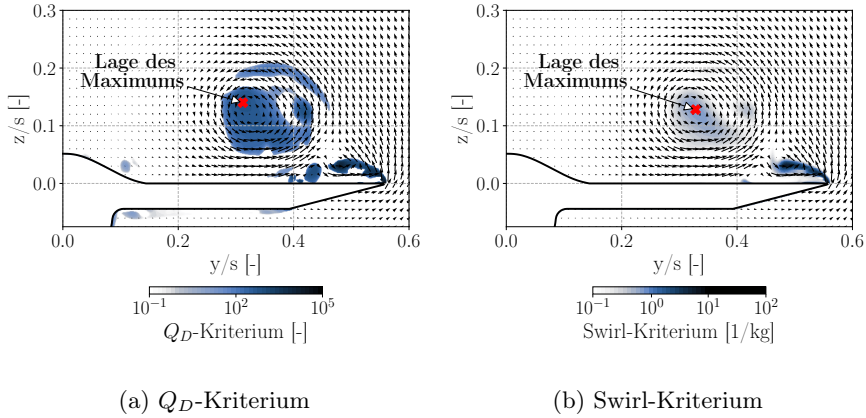 0.3
0.2
0.1
0.0
z/s [-]
Lage des
Maximums
0.0
0.2
0.4
0.6
y/s [-]
10^{-1}
10^{2}
10^{5}
Q_D-Kriterium [-]
(a) Q_D-Kriterium
0.3
0.2
0.1
0.0
z/s [-]
Lage des
Maximums
0.0
0.2
0.4
0.6
y/s [-]
10^{-1}
10^{0}
10^{1}
10^{2}
Swirl-Kriterium [1/kg]
(b) Swirl-Kriterium